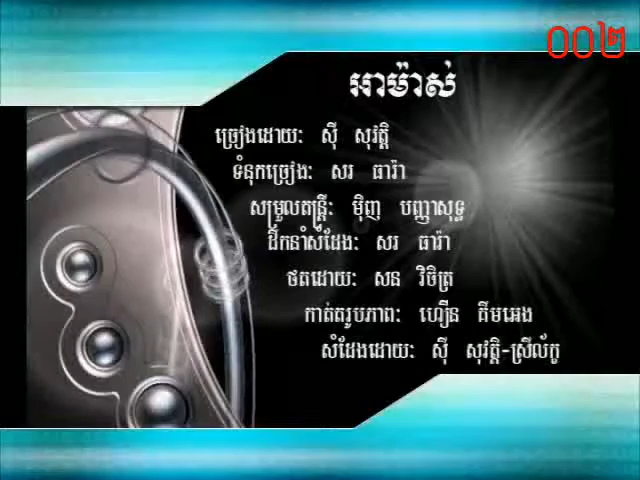 ００២
អាម៉ាស់
ច្រៀងដោយ: ស៊ី សុវត្តិ
ទំនុកច្រៀង: សរ ធារ៉ា
សម្រួលតន្ត្រី: ម៉ិញ បញ្ញាសុទ្ធ
ដឹកនាំសំដែង: សរ ធារ៉ា
ថតដោយ: សន វិចិត្រ
កាត់តរូបភាព: ហឿន គីមអេង
សំដែងដោយ: ស៊ី សុវត្តិ-ស្រីល័ក្ខ